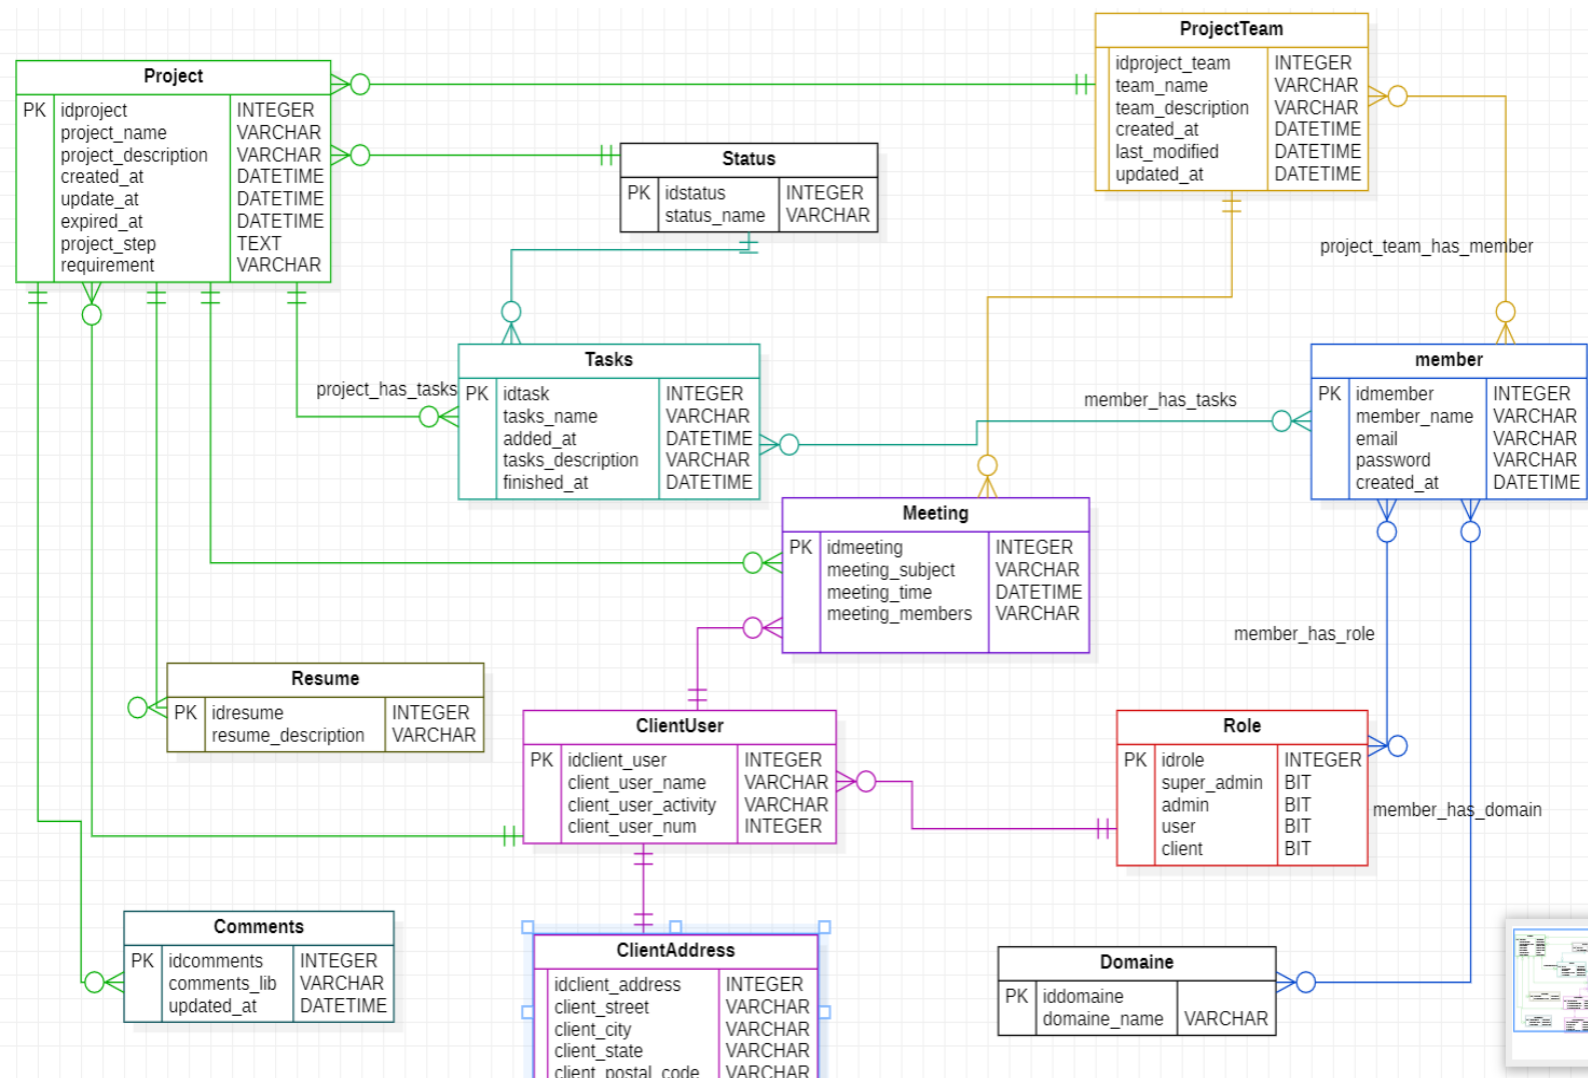 ProjectTeam
idproject_team INTEGER
team_name VARCHAR
team_description VARCHAR
created_at DATETIME
last_modified DATETIME
updated_at DATETIME
Project
PK idproject INTEGER
project_name VARCHAR
project_description VARCHAR
created_at DATETIME
update_at DATETIME
expired_at DATETIME
project_step TEXT
requirement VARCHAR
Status
PK idstatus INTEGER
status_name VARCHAR
project_team_has_member
project_has_tasks
Tasks
PK idtask INTEGER
tasks_name VARCHAR
added_at DATETIME
tasks_description VARCHAR
finished_at DATETIME
member_has_tasks
member
PK idmember INTEGER
member_name VARCHAR
email VARCHAR
password VARCHAR
created_at DATETIME
Meeting
PK idmeeting INTEGER
meeting_subject VARCHAR
meeting_time DATETIME
meeting_members VARCHAR
member_has_role
Resume
PK idresume INTEGER
resume_description VARCHAR
ClientUser
PK idclient_user INTEGER
client_user_name VARCHAR
client_user_activity VARCHAR
client_user_num INTEGER
Role
PK idrole INTEGER
super_admin BIT
admin BIT
user BIT
client BIT
member_has_domain
Comments
PK idcomments INTEGER
comments_lib VARCHAR
updated_at DATETIME
ClientAddress
idclient_address INTEGER
client_street VARCHAR
client_city VARCHAR
client_state VARCHAR
client_postal_code VARCHAR
Domaine
PK iddomaine
domaine_name VARCHAR